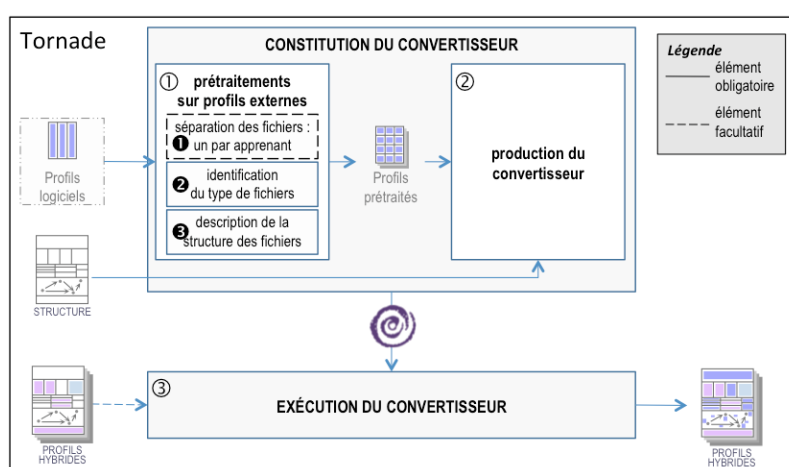 Tornade
CONSTITUTION DU CONVERTISSEUR
Légende
élément
obligatoire
élément
facultatif
① prétraitements
sur profils externes
❶ séparation des fichiers :
un par apprenant
❷ identification
du type de fichiers
❸ description de la
structure des fichiers
Profils
logiciels
Profils
prétraités
②
production du
convertisseur
STRUCTURE
③
EXÉCUTION DU CONVERTISSEUR
PROFILS
HYBRIDES
PROFILS
HYBRIDES